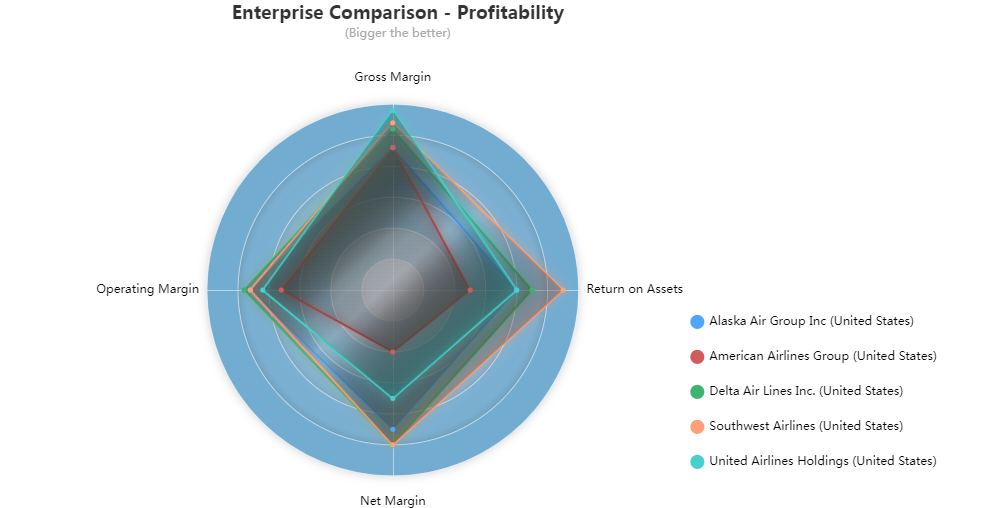 Enterprise Comparison - Profitability
(Bigger the better)
Gross Margin
Operating Margin
Return on Assets
Net Margin
Alaska Air Group Inc (United States)
American Airlines Group (United States)
Delta Air Lines Inc. (United States)
Southwest Airlines (United States)
United Airlines Holdings (United States)